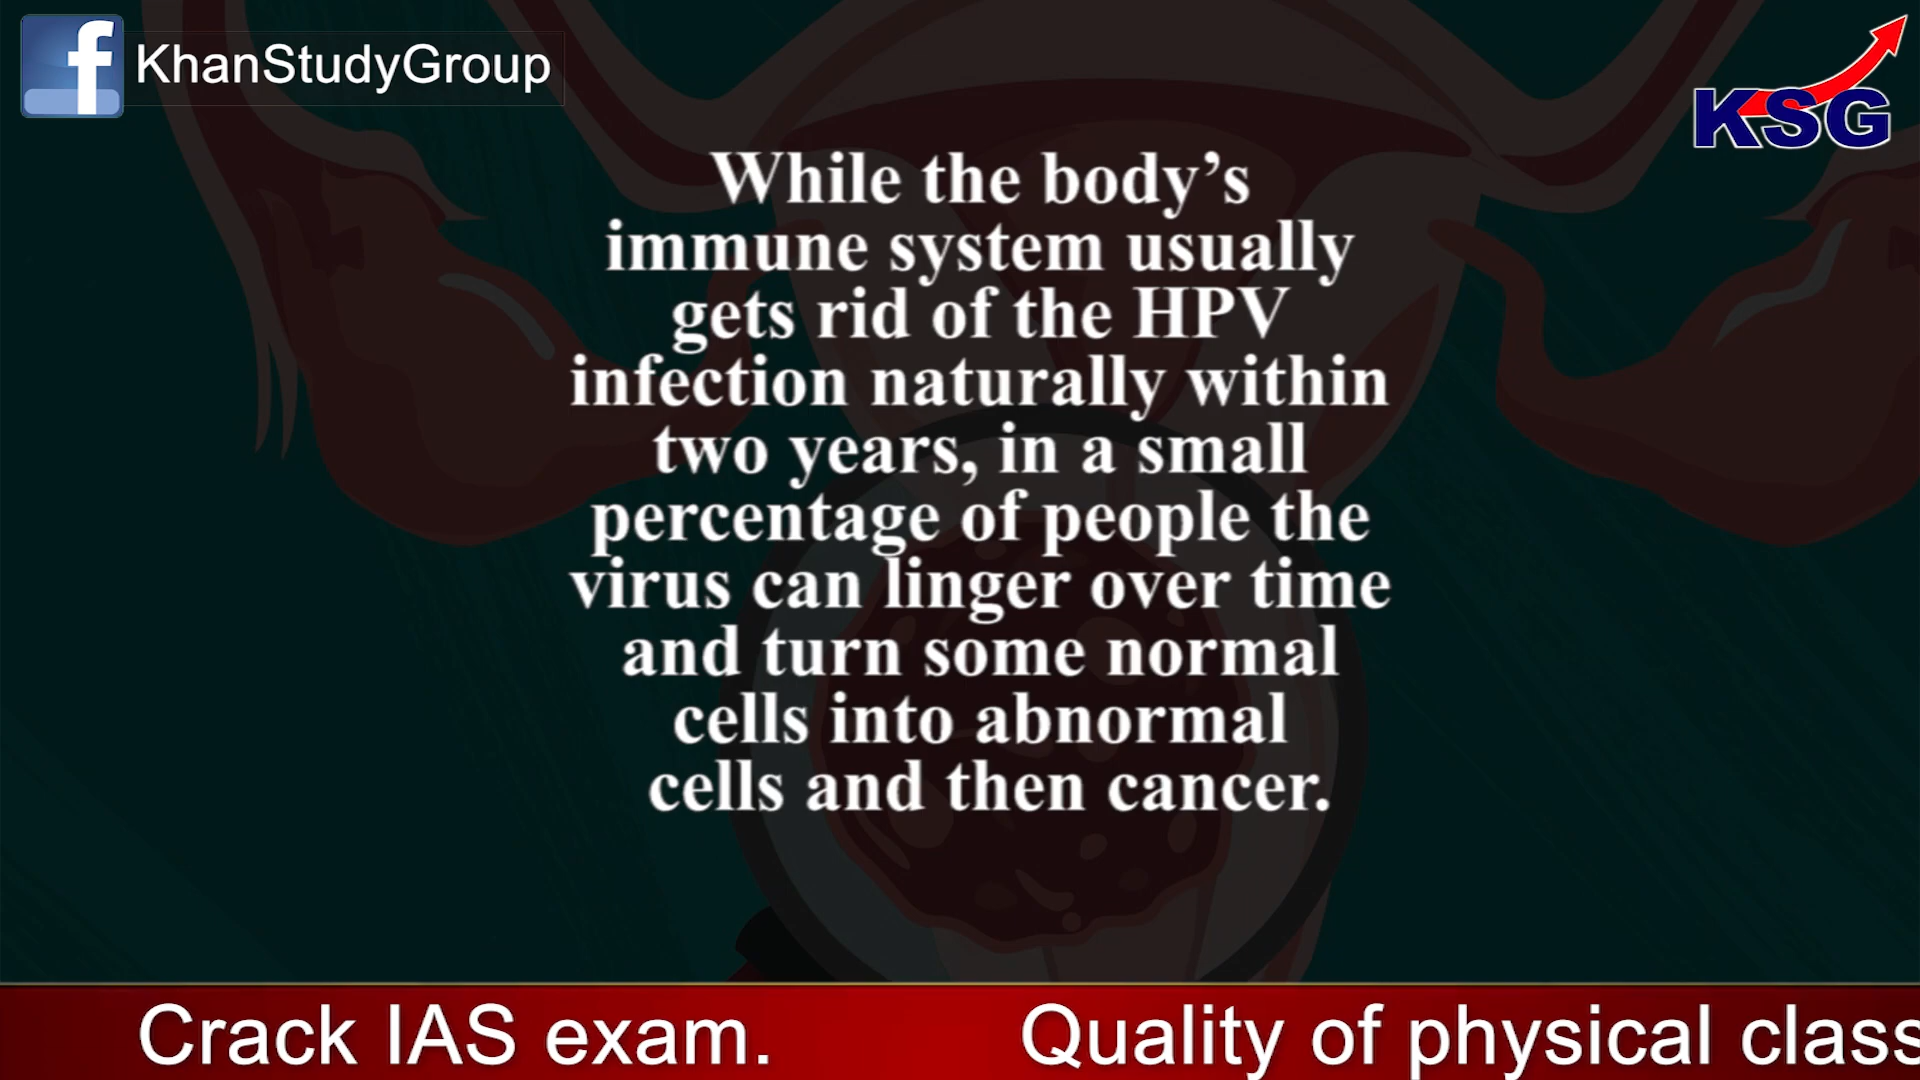 KhanStudyGroup
KSG
While the body’s
immune system usually
gets rid of the HPV
infection naturally within
two years, in a small
percentage of people the
virus can linger over time
and turn some normal
cells into abnormal
cells and then cancer.
Crack IAS exam. Quality of physical class